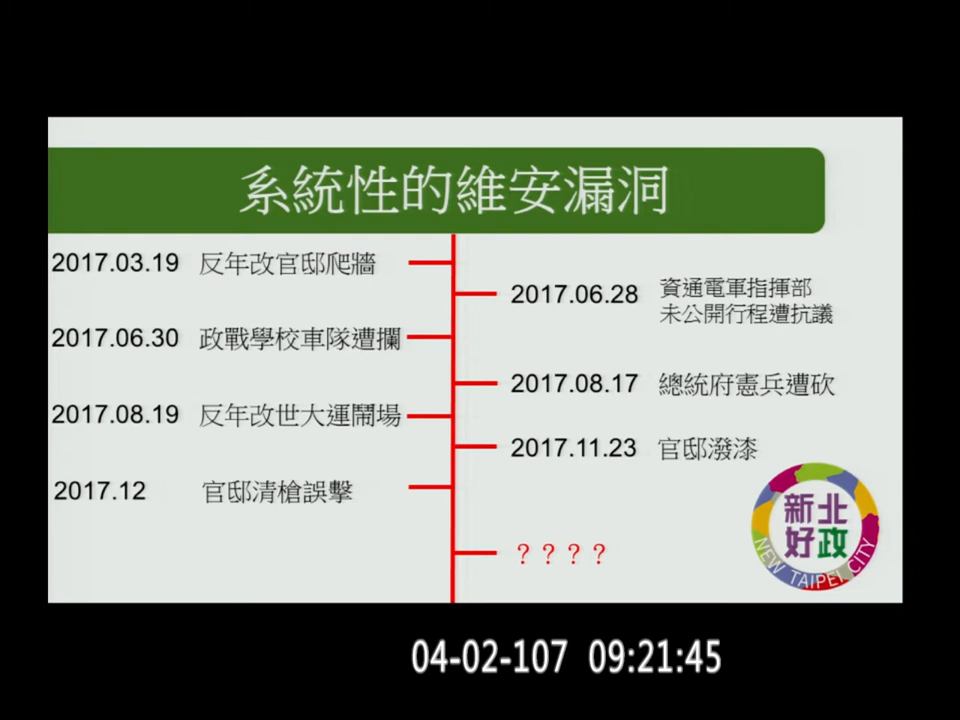 系統性的維安漏洞
2017.03.19 反年改官邸爬牆
2017.06.28 資通電軍指揮部
未公開行程遭抗議
2017.06.30 政戰學校車隊遭攔
2017.08.17 總統府憲兵遭砍
2017.08.19 反年改世大運鬧場
2017.11.23 官邸潑漆
2017.12 官邸清槍誤擊
????
新北
好政
NEW TAIPEI CITY
04-02-107 09:21:45